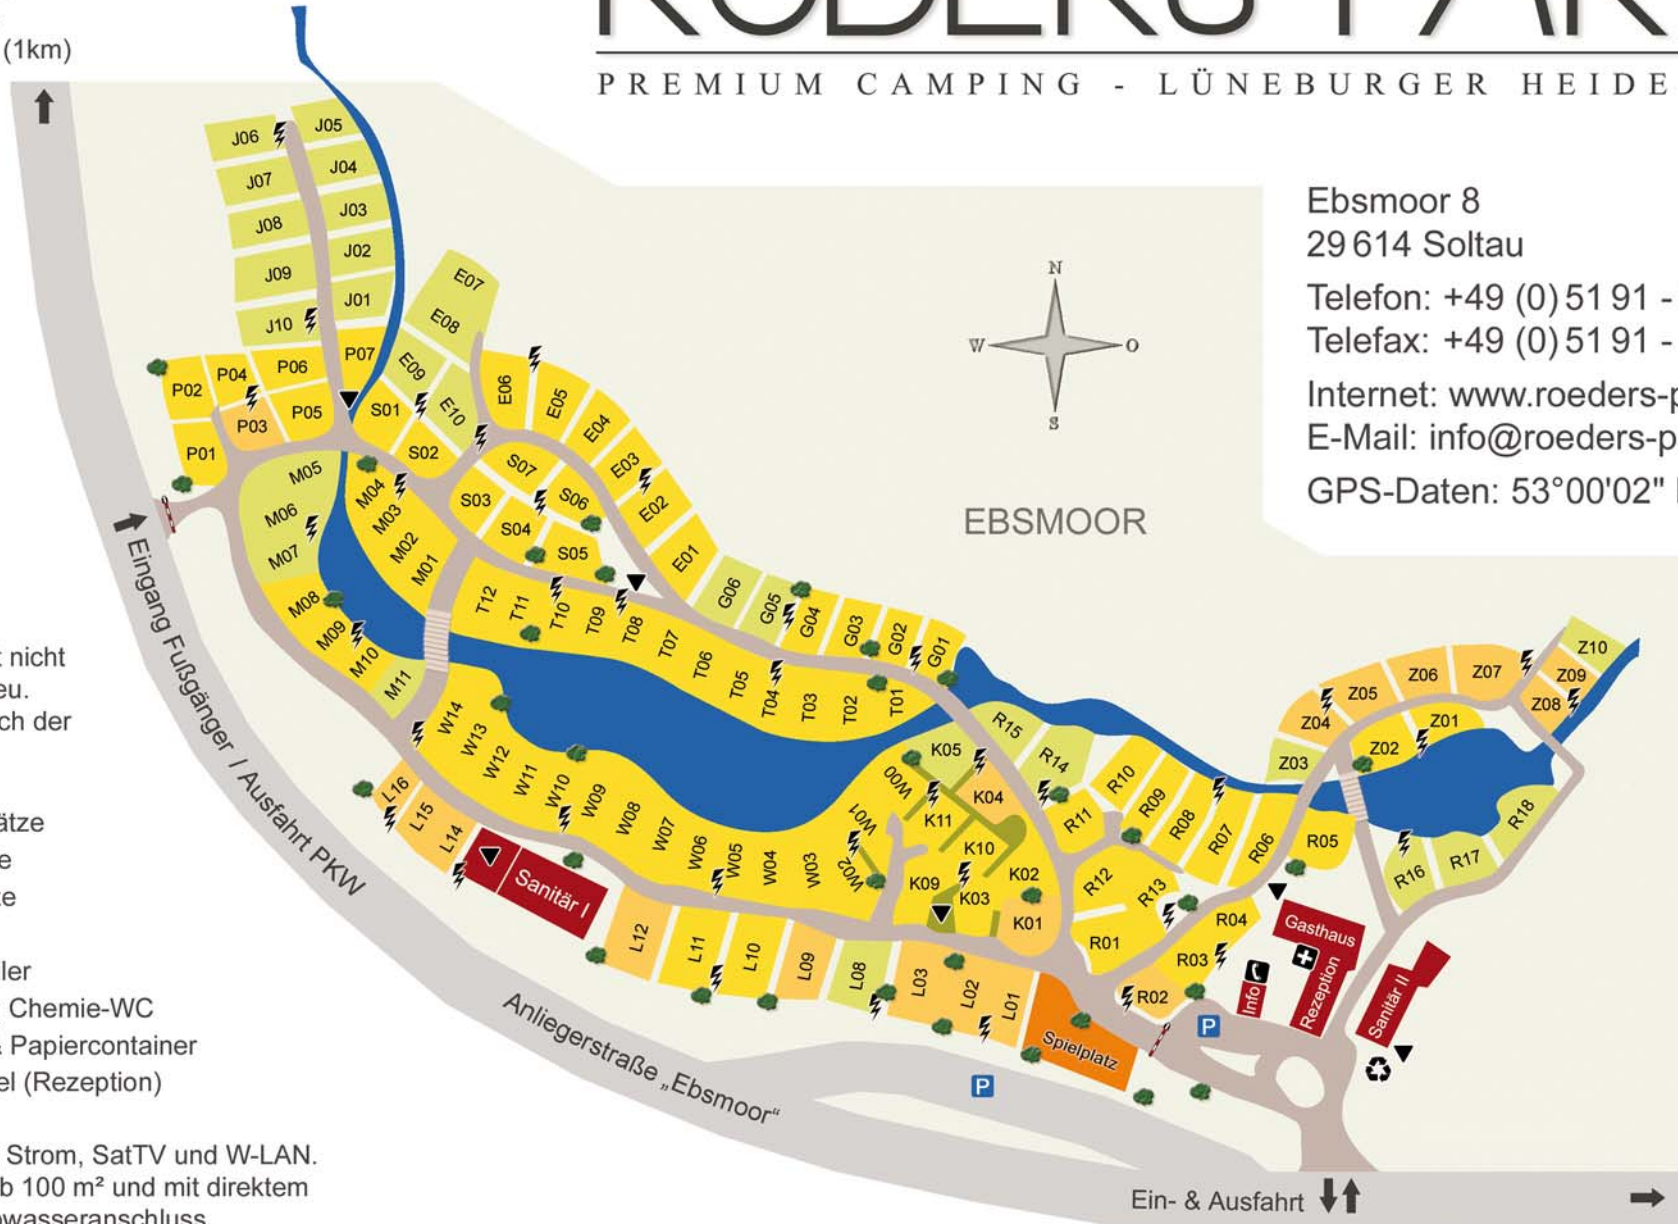 RÖDERS PAR
PREMIUM CAMPING - LÜNEBURGER HEIDE
(1km)
Ebsmoor 8
29614 Soltau
Telefon: +49 (0)5191 -
Telefax: +49 (0)5191 -
Internet: www.roeders-p
E-Mail: info@roeders-p
GPS-Daten: 53°00'02"
N
W
O
S
EBSMOOR
J06
J05
J07
J04
J08
J03
J09
J02
J10
J01
E07
E08
E09
E10
P07
P06
P04
P02
P03
P05
P01
S01
S02
S07
S03
S06
S04
S05
E06
E05
E04
E03
E02
E01
M05
M06
M07
M04
M03
M02
M01
M08
M09
M10
M11
T12
T11
T10
T09
T08
T07
T06
T05
T04
T03
T02
T01
G06
G05
G04
G03
G02
G01
W14
W13
W12
W11
W10
W09
W08
W07
W06
W05
W04
W03
W02
W01
W00
K05
K04
K11
K10
K09
K03
K02
K01
R15
R14
R10
R09
R08
R07
R06
R05
R11
R12
R13
R01
R04
R03
R02
R16
R17
R18
Z10
Z09
Z08
Z07
Z06
Z05
Z04
Z03
Z02
Z01
L16
L15
L14
Sanitär I
L12
L11
L10
L09
L08
L03
L02
L01
Spielplatz
Gasthaus
Rezeption
Info
Sanitär II
P
P
Eingang Fußgänger / Ausfahrt PKW
Anliegerstraße „Ebsmoor“
Ein- & Ausfahrt
t nicht
eu.
ch der
ätze
e
te
ler
Chemie-WC
& Papiercontainer
el (Rezeption)
Strom, SatTV und W-LAN.
b 100 m² und mit direktem
bwasseranschluss